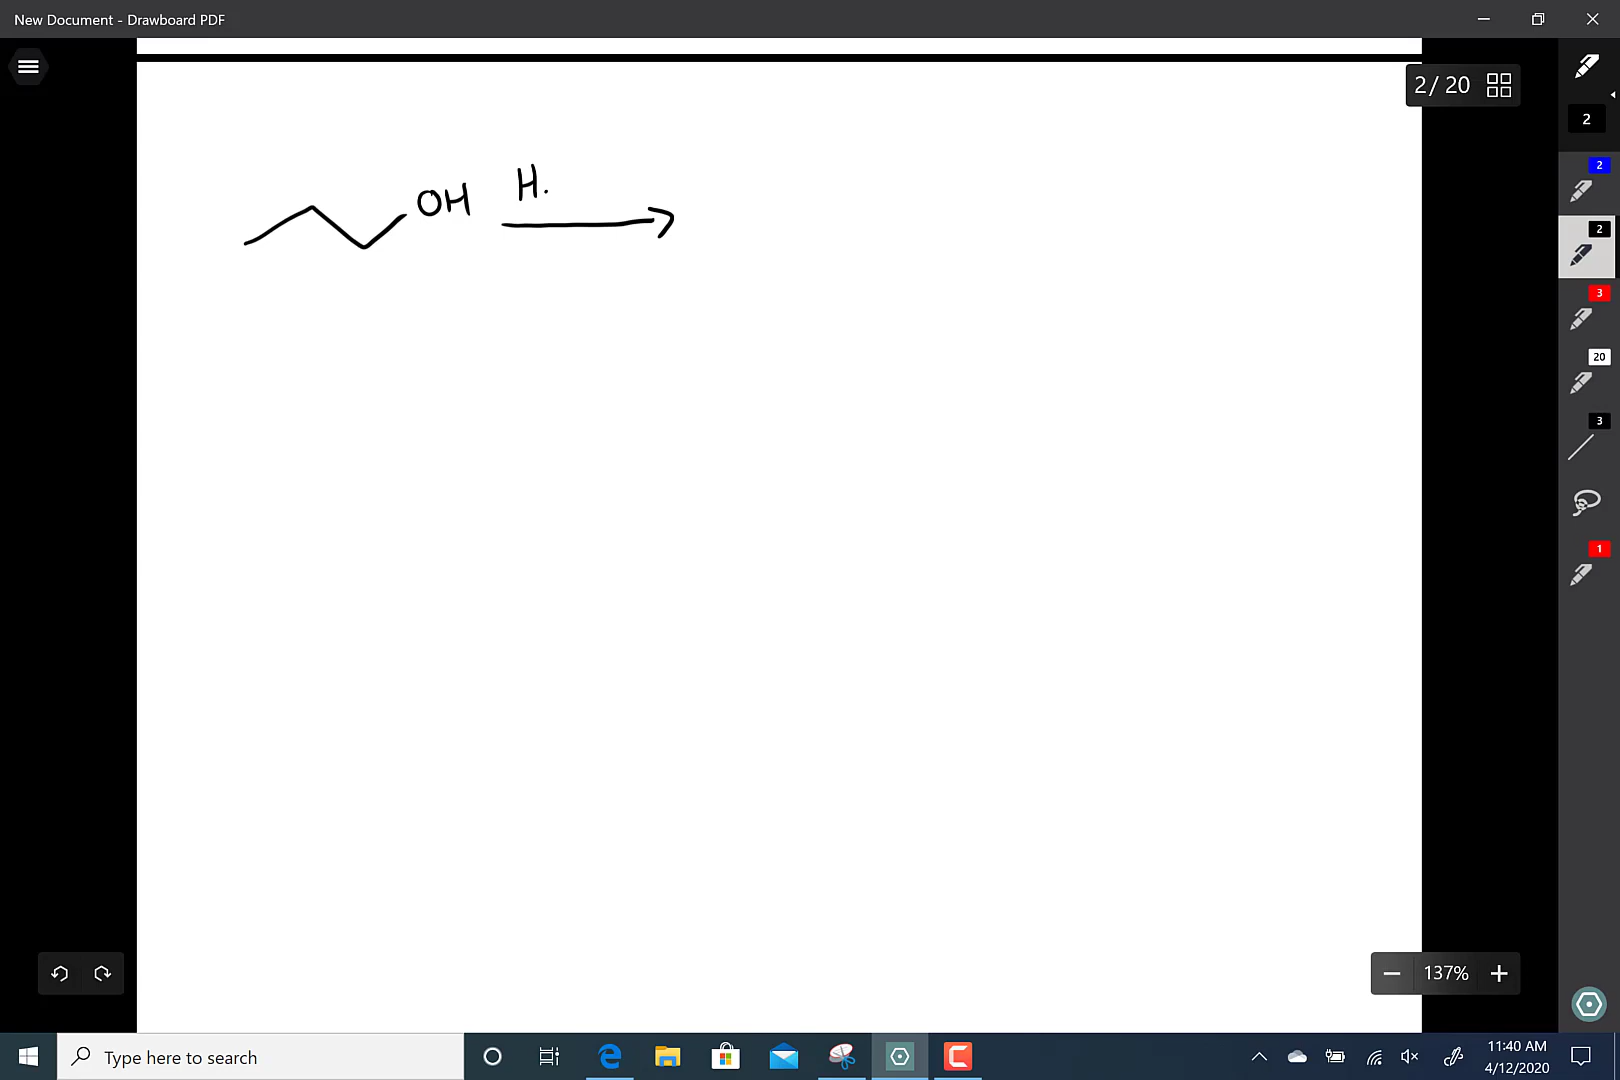 New Document - Drawboard PDF
2 / 20
2
2
2
3
20
3
1
OH H.
137%
Type here to search
11:40 AM
4/12/2020